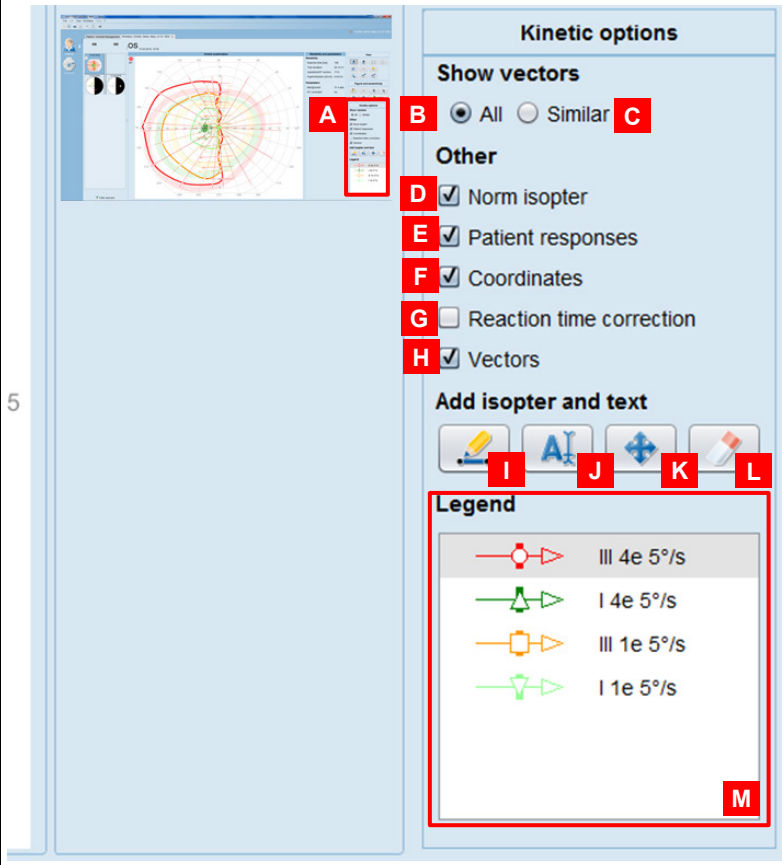 OS
A
Kinetic options
Show vectors
B All Similar C
Other
D Norm isopter
E Patient responses
F Coordinates
G Reaction time correction
H Vectors
5
Add isopter and text
A
I J K L
Legend
III 4e 5°/s
I 4e 5°/s
III 1e 5°/s
I 1e 5°/s
M